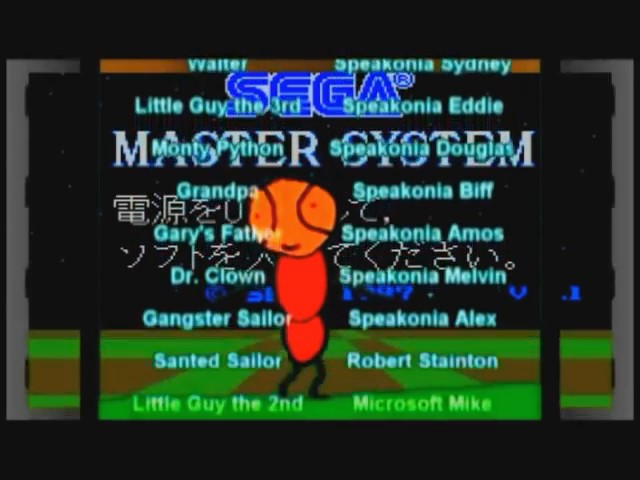 Walter Speakonia Sydney
SEGA®
Little Guy the 3rd Speakonia Eddie
MASTER SYSTEM
Monty Python Speakonia Douglas
Grandpa Speakonia Biff
電源を て,
Gary's Father Speakonia Amos
ソフトを入 てください。
Dr. Clown Speakonia Melvin
©
Gangster Sailor Speakonia Alex
Santed Sailor Robert Stainton
Little Guy the 2nd Microsoft Mike